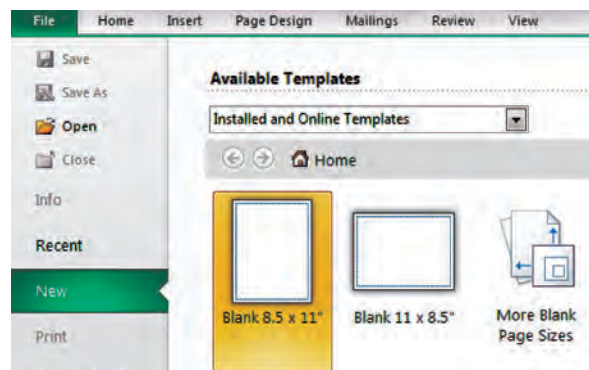 File Home Insert Page Design Mailings Review View
Save
Save As
Open
Close
Info
Recent
New
Print
Available Templates
Installed and Online Templates
Home
Blank 8.5 x 11"
Blank 11 x 8.5"
More Blank
Page Sizes